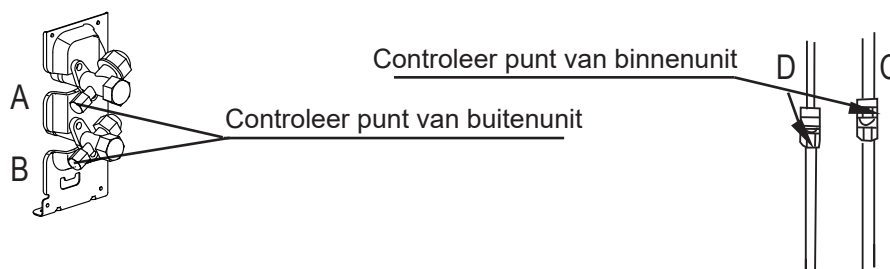 Controleer punt van binnenunit
D
C
A
Controleer punt van buitenunit
B